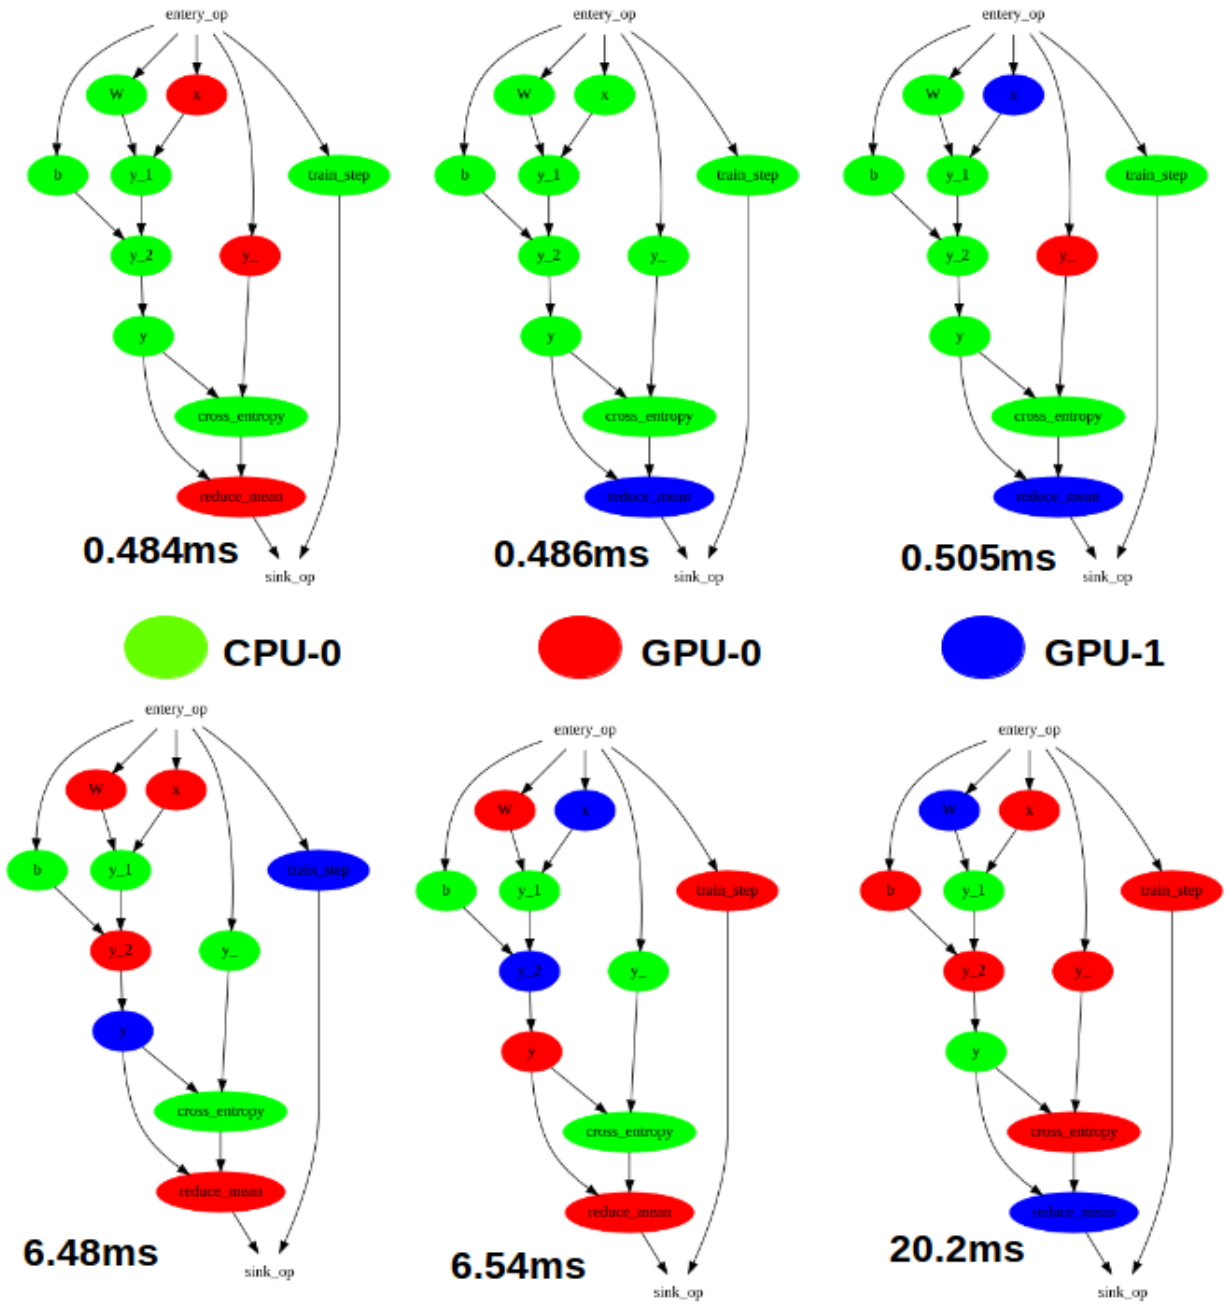 entery_op
W
x
b
y_1
train_step
y_2
y_
y
cross_entropy
reduce_mean
0.484ms
sink_op
entery_op
W
x
b
y_1
train_step
y_2
y_
y
cross_entropy
reduce_mean
0.486ms
sink_op
entery_op
W
x
b
y_1
train_step
y_2
y_
y
cross_entropy
reduce_mean
0.505ms
sink_op
CPU-0
GPU-0
GPU-1
entery_op
W
x
b
y_1
train_step
y_2
y_
y
cross_entropy
reduce_mean
6.48ms
sink_op
entery_op
W
x
b
y_1
train_step
y_2
y_
y
cross_entropy
reduce_mean
6.54ms
sink_op
entery_op
W
x
b
y_1
train_step
y_2
y_
y
cross_entropy
reduce_mean
20.2ms
sink_op